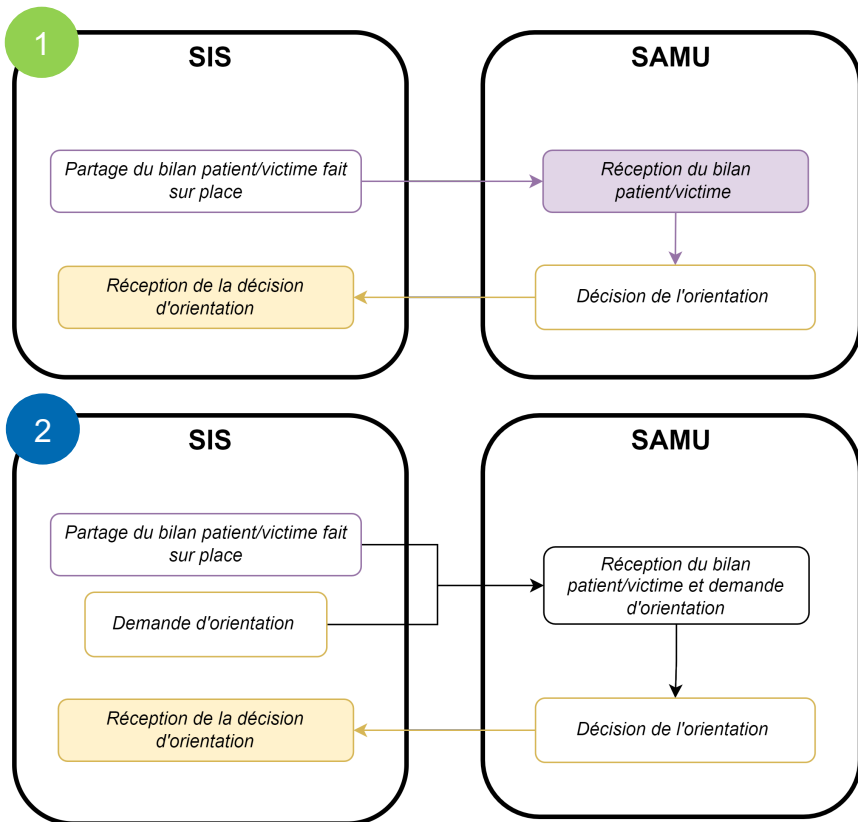 1
SIS
SAMU
Partage du bilan patient/victime fait
sur place
Réception du bilan
patient/victime
Réception de la décision
d'orientation
Décision de l'orientation
2
SIS
SAMU
Partage du bilan patient/victime fait
sur place
Demande d'orientation
Réception du bilan
patient/victime et demande
d'orientation
Réception de la décision
d'orientation
Décision de l'orientation